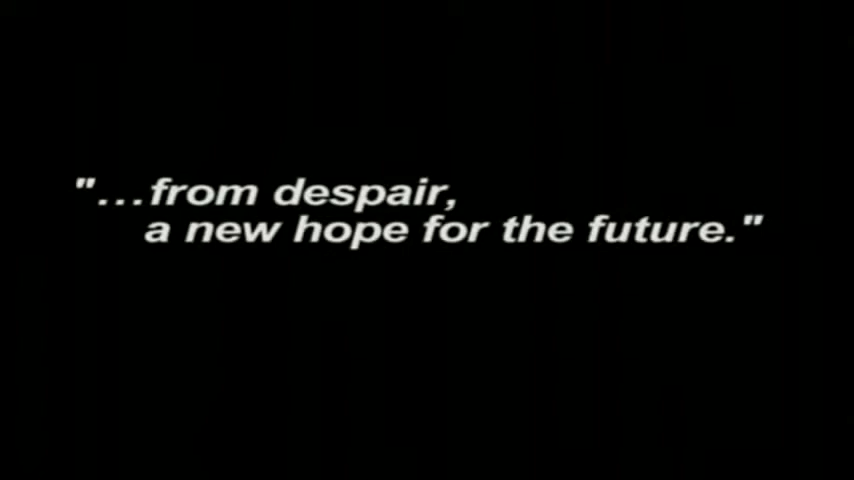 "...from despair,
a new hope for the future."